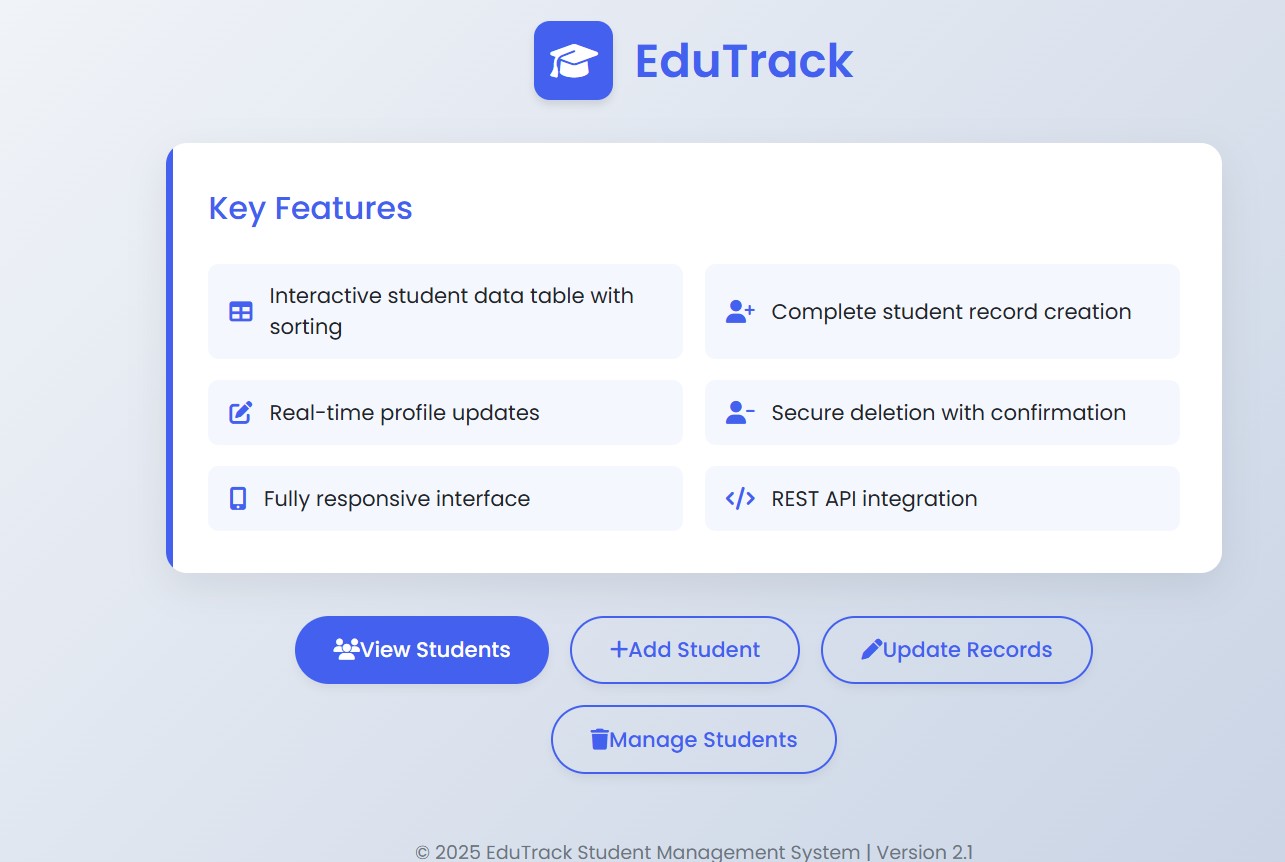 EduTrack
Key Features
Interactive student data table with
sorting
Complete student record creation
Real-time profile updates
Secure deletion with confirmation
Fully responsive interface
REST API integration
View Students
Add Student
Update Records
Manage Students
© 2025 EduTrack Student Management System | Version 2.1